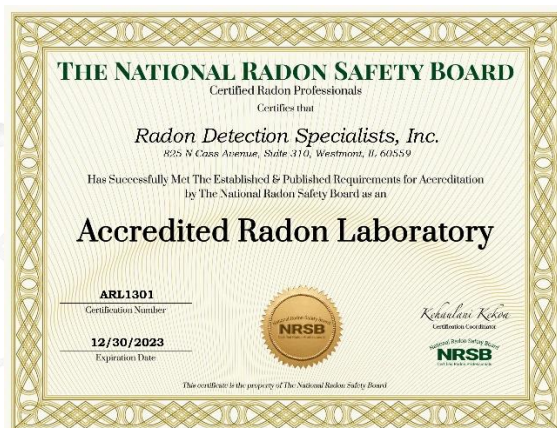 THE NATIONAL RADON SAFETY BOARD
Certified Radon Professionals
Certifies that
Radon Detection Specialists, Inc.
825 N Cass Avenue, Suite 310, Westmont, IL 60559
Has Successfully Met The Established & Published Requirements for Accreditation
by The National Radon Safety Board as an
Accredited Radon Laboratory
ARL1301
Certification Number
12/30/2023
Expiration Date
NRSB
Kehaulani Kekoa
Certification Coordinator
National Radon Safety Board
NRSB
Certified Radon Professionals
This certificate is the property of The National Radon Safety Board